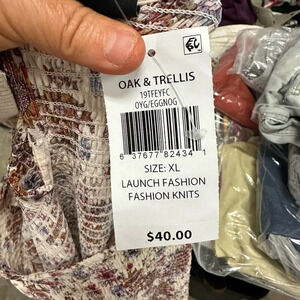 OAK & TRELLIS
19TFEYFC
0YG/EGGNOG
6 37677 82434 1
SIZE: XL
LAUNCH FASHION
FASHION KNITS
$40.00